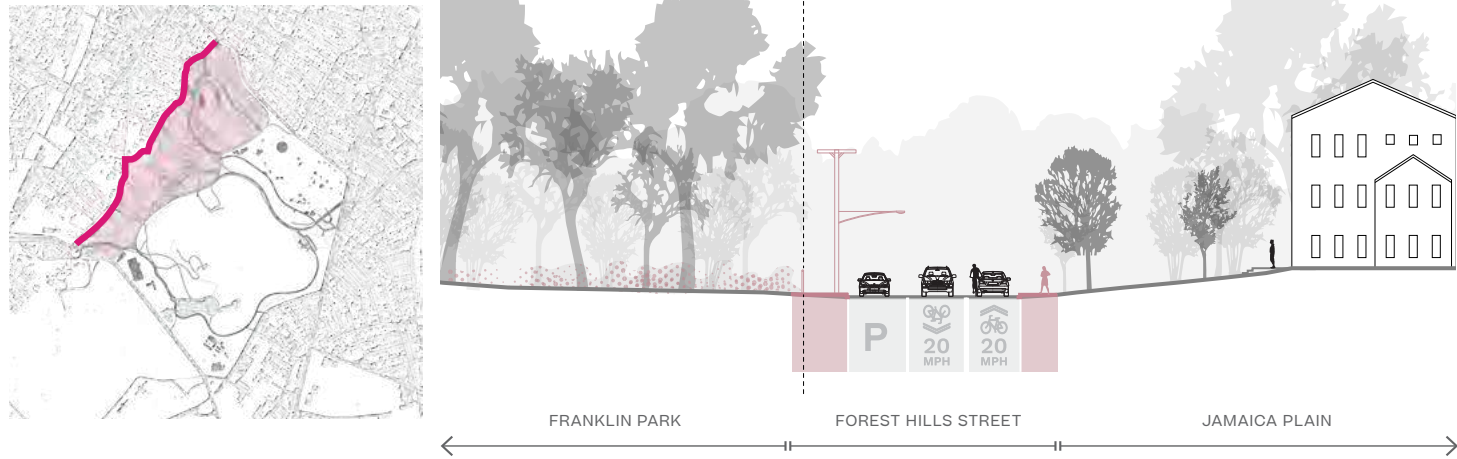 P
20
MPH
20
MPH
FRANKLIN PARK
FOREST HILLS STREET
JAMAICA PLAIN